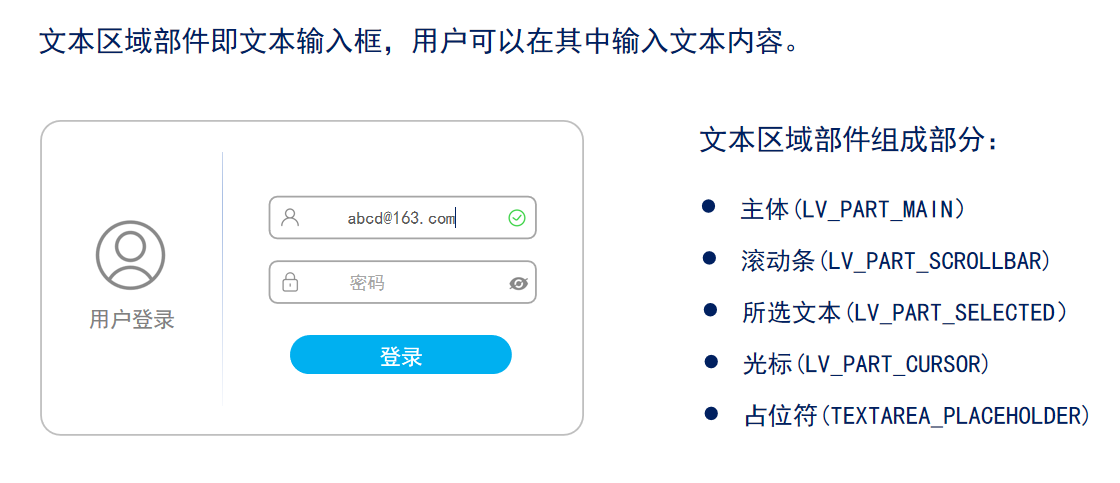 文本区域部件即文本输入框，用户可以在其中输入文本内容。
用户登录
abcd@163.com
密码
登录
文本区域部件组成部分：
● 主体(LV_PART_MAIN)
● 滚动条(LV_PART_SCROLLBAR)
● 所选文本(LV_PART_SELECTED)
● 光标(LV_PART_CURSOR)
● 占位符(TEXTAREA_PLACEHOLDER)